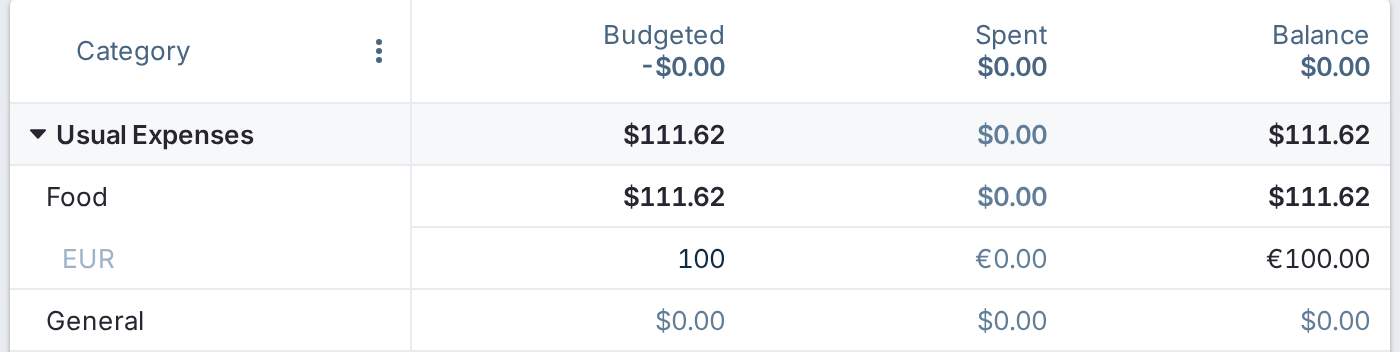 Category Budgeted Spent Balance
-$0.00 $0.00 $0.00
Usual Expenses $111.62 $0.00 $111.62
Food $111.62 $0.00 $111.62
EUR 100 €0.00 €100.00
General $0.00 $0.00 $0.00